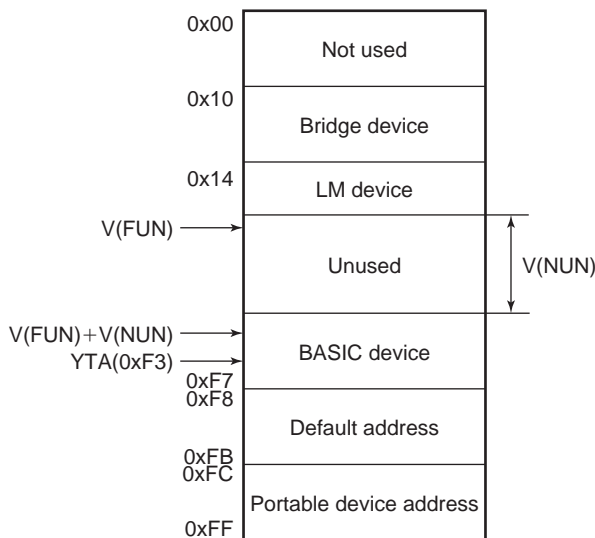 0x00
Not used
0x10
Bridge device
0x14
LM device
V(FUN)
Unused
V(NUN)
V(FUN)+V(NUN)
BASIC device
YTA(0xF3)
0xF7
0xF8
Default address
0xFB
0xFC
Portable device address
0xFF